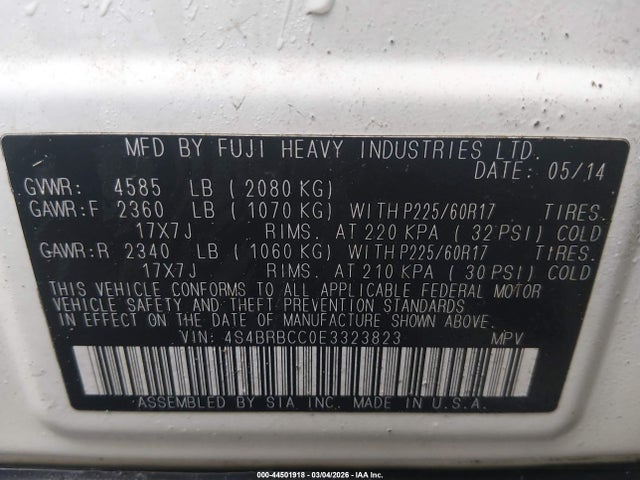 MFD BY FUJI HEAVY INDUSTRIES LTD.
DATE: 05/14
GVWR: 4585 LB ( 2080 KG)
GAWR:F 2360 LB ( 1070 KG) WITH P225/60R17 TIRES.
17X7J RIMS. AT 220 KPA ( 32 PSI) COLD
GAWR:R 2340 LB ( 1060 KG) WITH P225/60R17 TIRES.
17X7J RIMS. AT 210 KPA ( 30 PSI) COLD
THIS VEHICLE CONFORMS TO ALL APPLICABLE FEDERAL MOTOR
VEHICLE SAFETY AND THEFT PREVENTION STANDARDS
IN EFFECT ON THE DATE OF MANUFACTURE SHOWN ABOVE.
VIN: 4S4BRBCC0E3323823 MPV
ASSEMBLED BY SIA INC. MADE IN U.S.A.
000-44501918 - 03/04/2026 - IAA Inc.